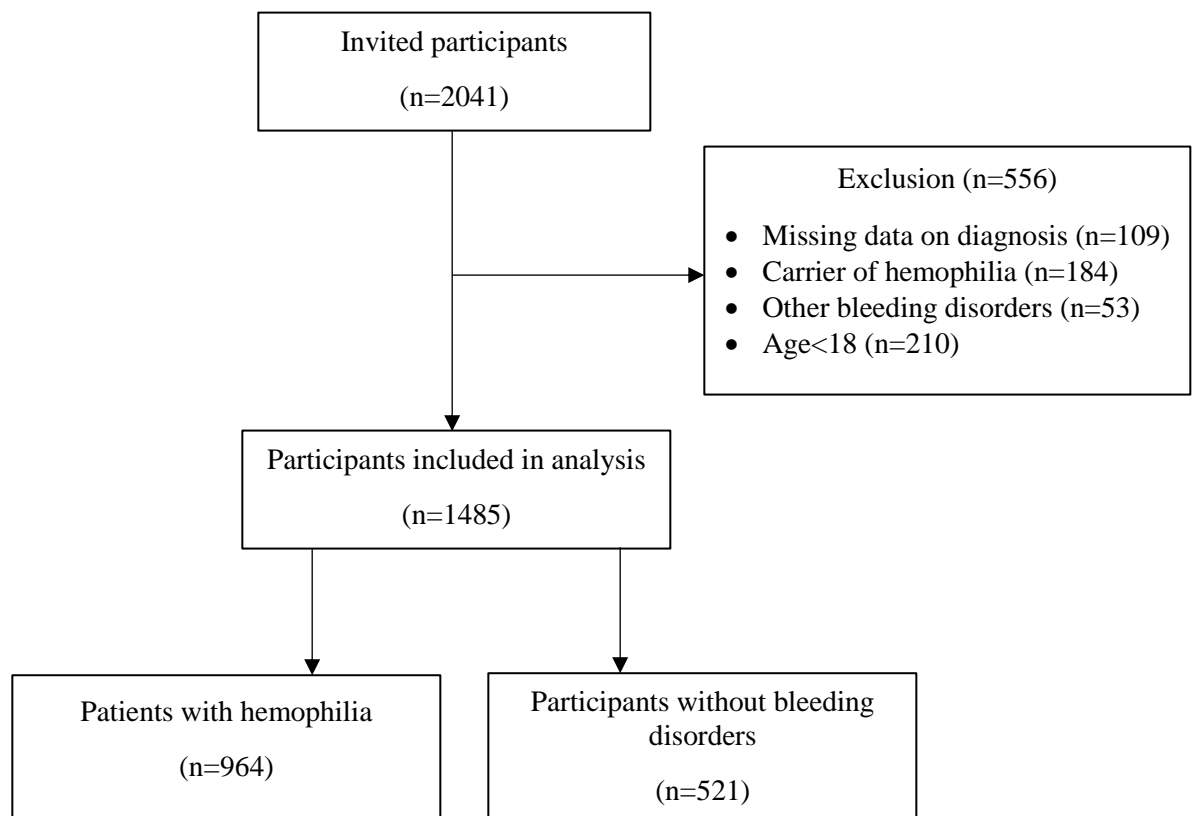 Invited participants
(n=2041)
Exclusion (n=556)
• Missing data on diagnosis (n=109)
• Carrier of hemophilia (n=184)
• Other bleeding disorders (n=53)
• Age<18 (n=210)
Participants included in analysis
(n=1485)
Patients with hemophilia
(n=964)
Participants without bleeding
disorders
(n=521)